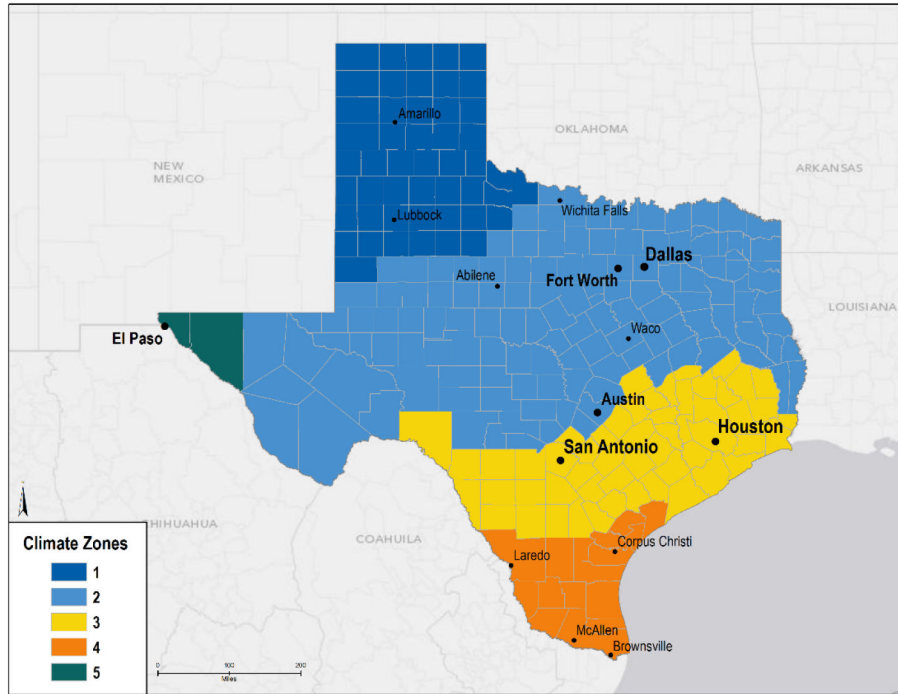 Amarillo
OKLAHOMA
ARKANSAS
NEW
MEXICO
Wichita Falls
Lubbock
Dallas
Fort Worth
Abilene
LOUISIANA
El Paso
Waco
Austin
Houston
San Antonio
CHIHUAHUA
COAHUILA
Corpus Christi
Laredo
McAllen
Brownsville
Climate Zones
1
2
3
4
5
0 100 200
Miles